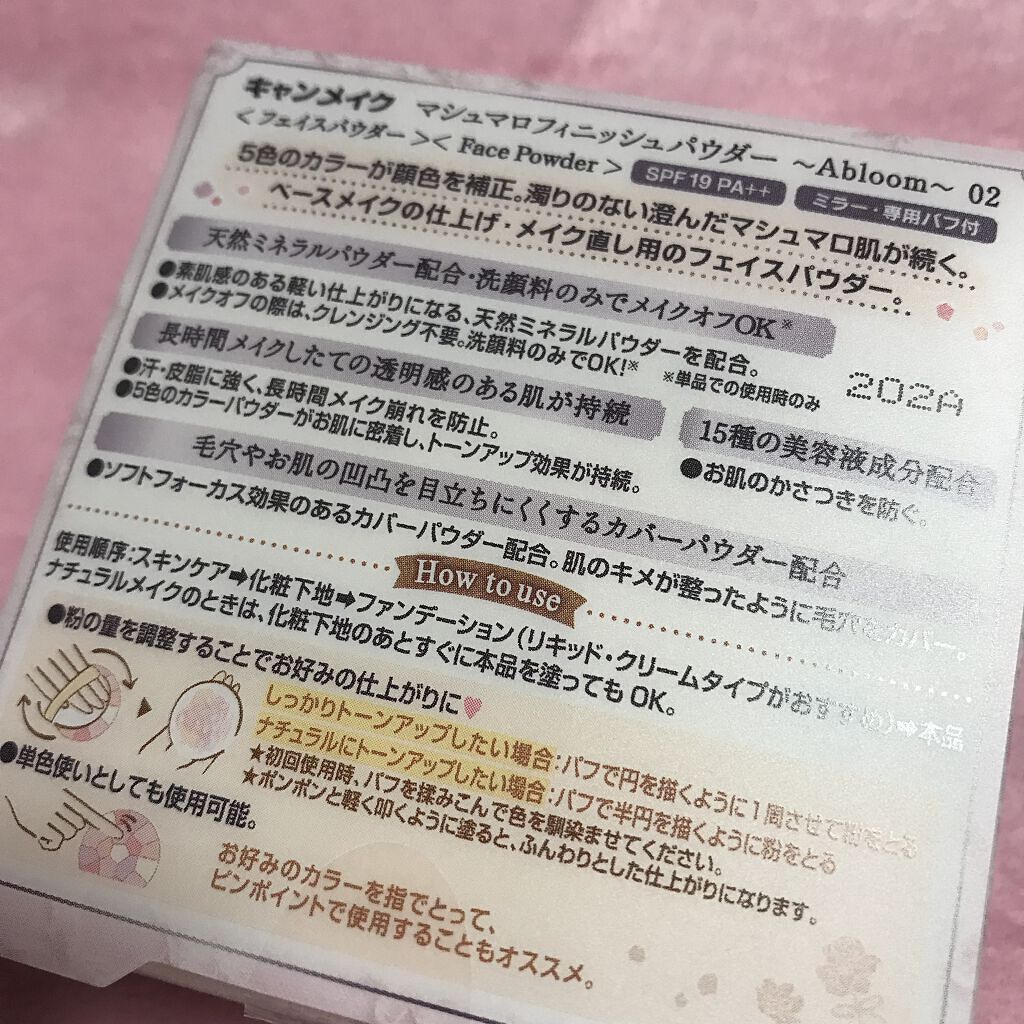 キャンメイク マシュマロフィニッシュパウダー ～Abloom～ 02
＜フェイスパウダー＞＜Face Powder＞ SPF19 PA++ ミラー・専用パフ付
5色のカラーが顔色を補正。濁りのない澄んだマシュマロ肌が続く。
ベースメイクの仕上げ・メイク直し用のフェイスパウダー。
天然ミネラルパウダー配合・洗顔料のみでメイクオフOK※
●素肌感のある軽い仕上がりになる、天然ミネラルパウダーを配合。
●メイクオフの際は、クレンジング不要。洗顔料のみでOK!※ ※単品での使用時のみ
202A
長時間メイクしたての透明感のある肌が持続
●汗・皮脂に強く、長時間メイク崩れを防止。
●5色のカラーパウダーがお肌に密着し、トーンアップ効果が持続。
15種の美容液成分配合
●お肌のかさつきを防ぐ。
毛穴やお肌の凹凸を目立ちにくくするカバーパウダー配合
●ソフトフォーカス効果のあるカバーパウダー配合。肌のキメが整ったように毛穴をカバー。
How to use
使用順序:スキンケア➡化粧下地➡ファンデーション(リキッド・クリームタイプがおすすめ)➡本品
ナチュラルメイクのときは、化粧下地のあとすぐに本品を塗ってもOK。
●粉の量を調整することでお好みの仕上がりに♥
しっかりトーンアップしたい場合:パフで円を描くように1周させて粉をとる
ナチュラルにトーンアップしたい場合:パフで半円を描くように粉をとる
★初回使用時、パフを揉みこんで色を馴染ませてください。
★ポンポンと軽く叩くように塗ると、ふんわりとした仕上がりになります。
●単色使いとしても使用可能。
お好みのカラーを指でとって、
ピンポイントで使用することもオススメ。